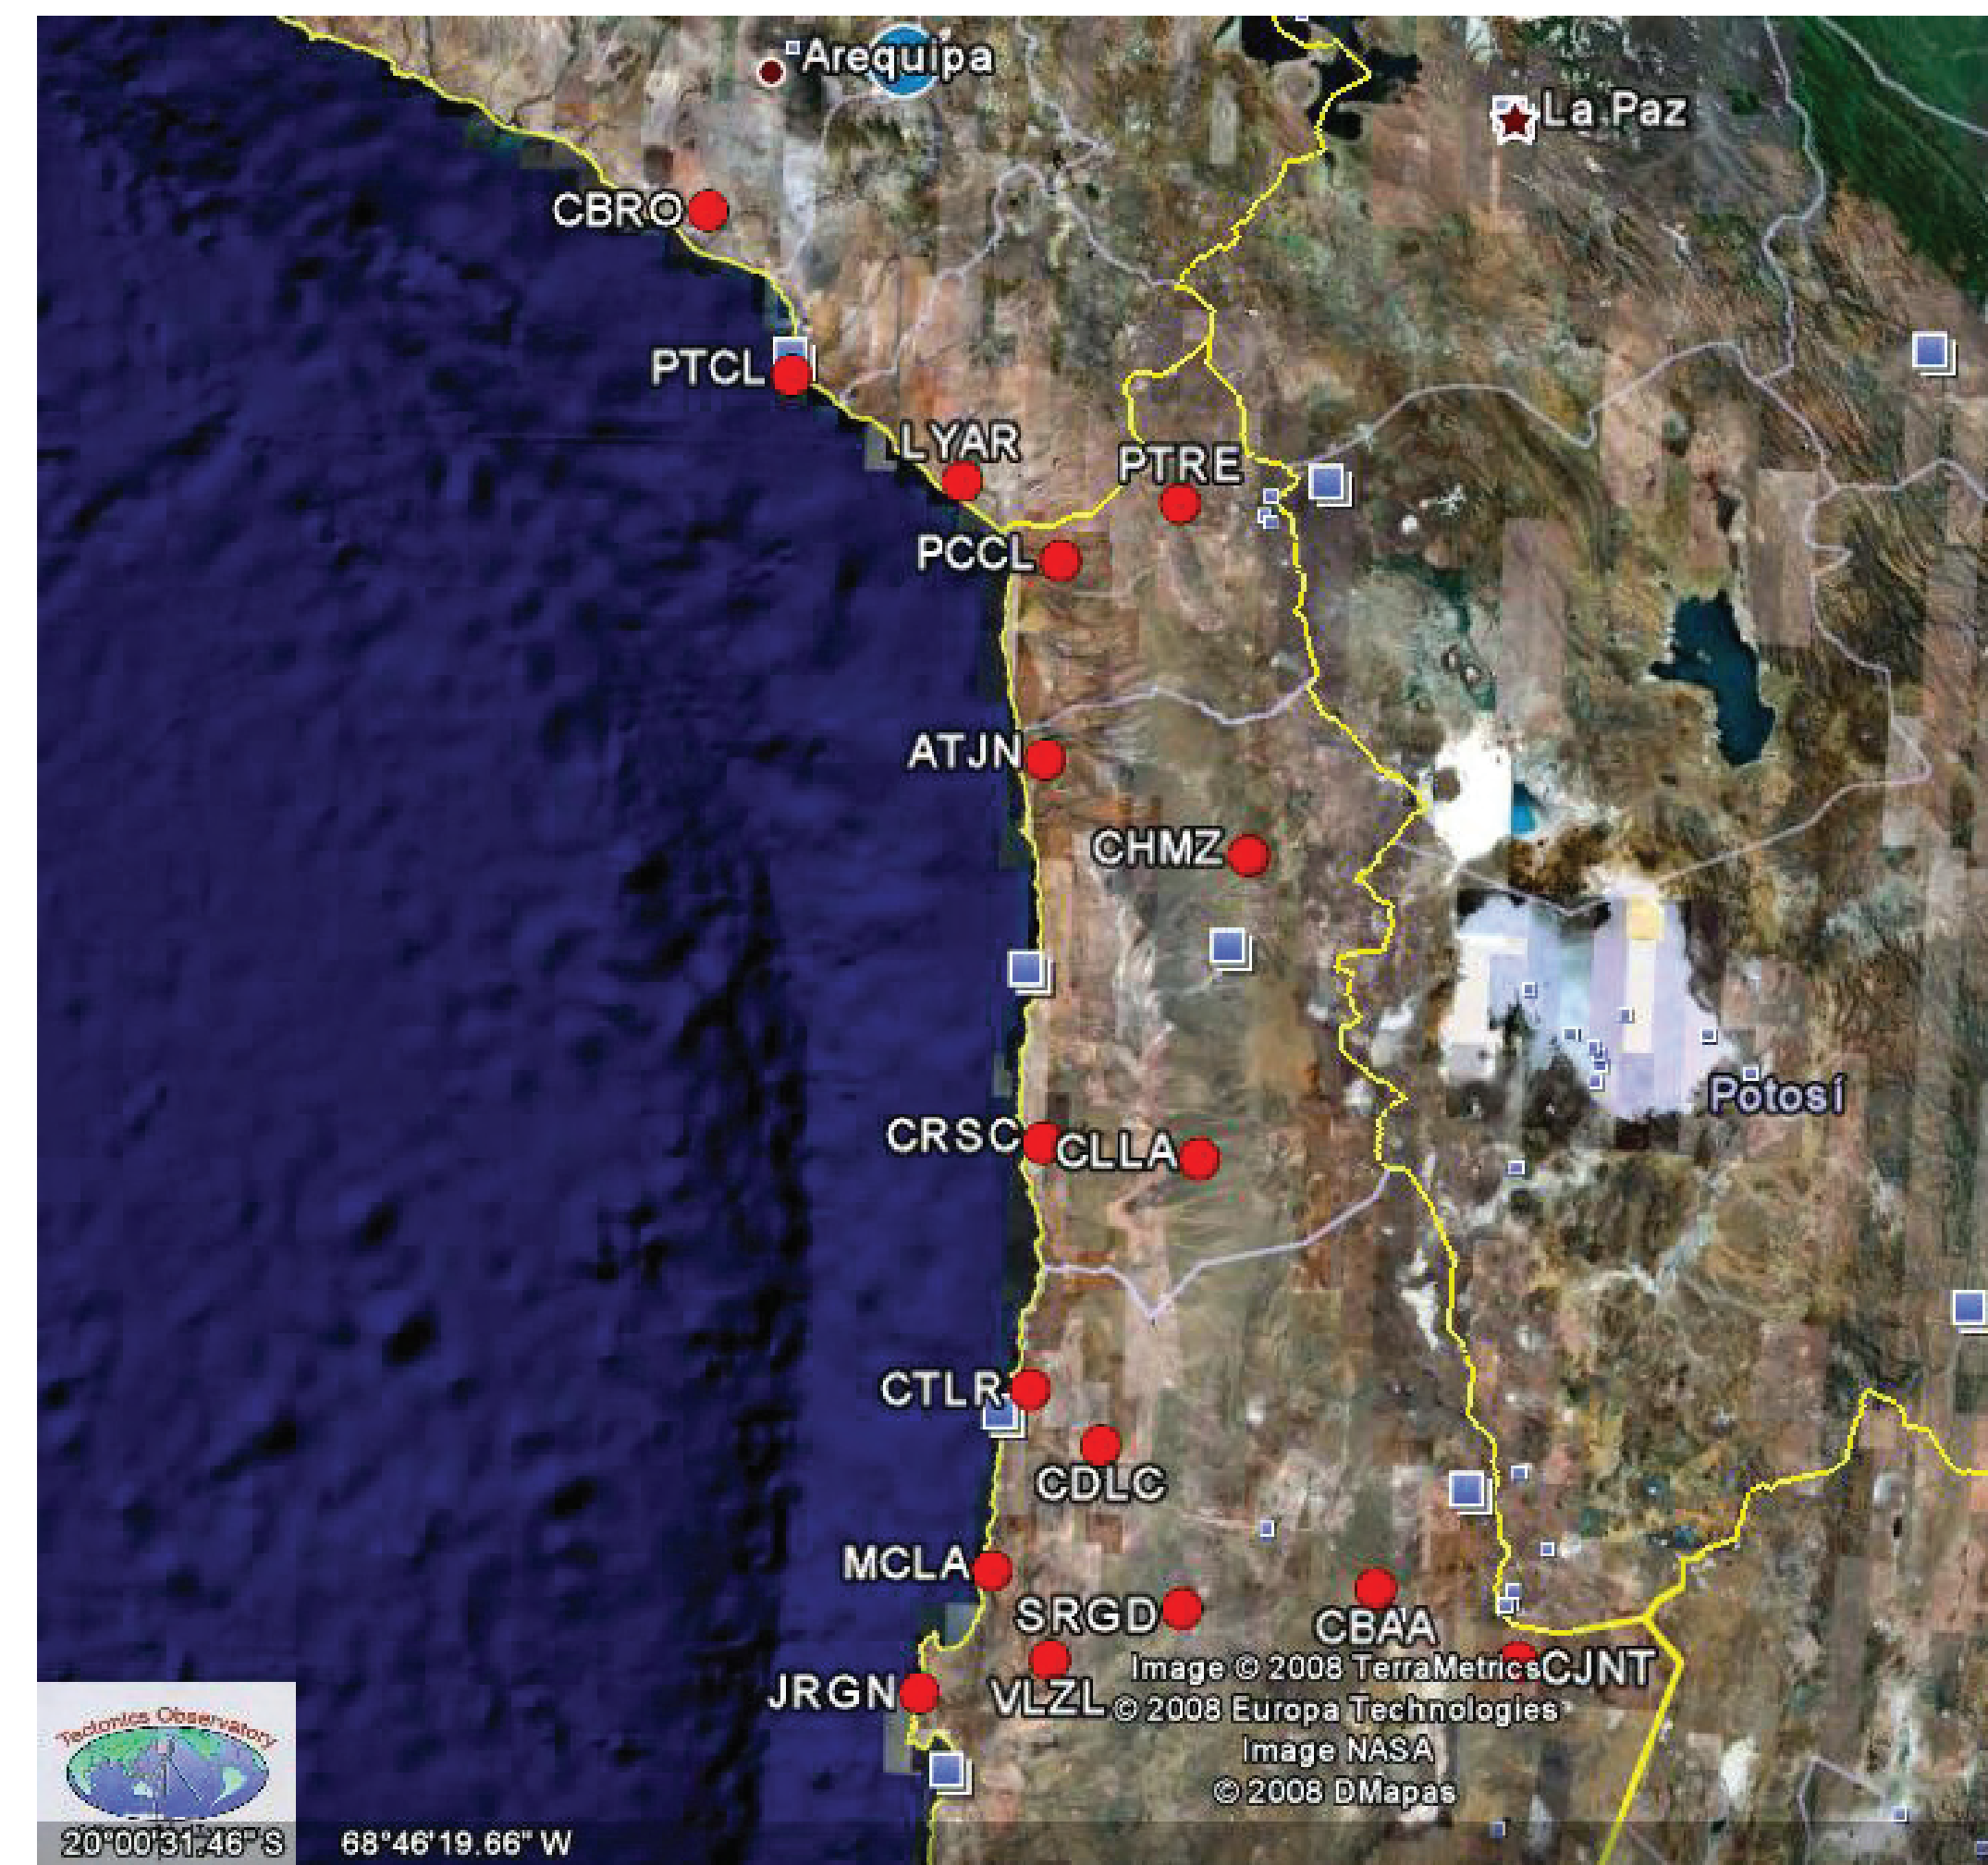 Arequipa
La Paz
CBRO
PTCL
LYAR
PTRE
PCCL
ATJN
CHMZ
Potosí
CRSC
CLLA
CTLR
CDLC
MCLA
SRGD
CBAA
VLZL
CJNT
JRGN
Image © 2008 TerraMetrics
© 2008 Europa Technologies
Image NASA
© 2008 DMapas
Tectonics Observatory
20°00'31.46" S 68°46'19.66" W